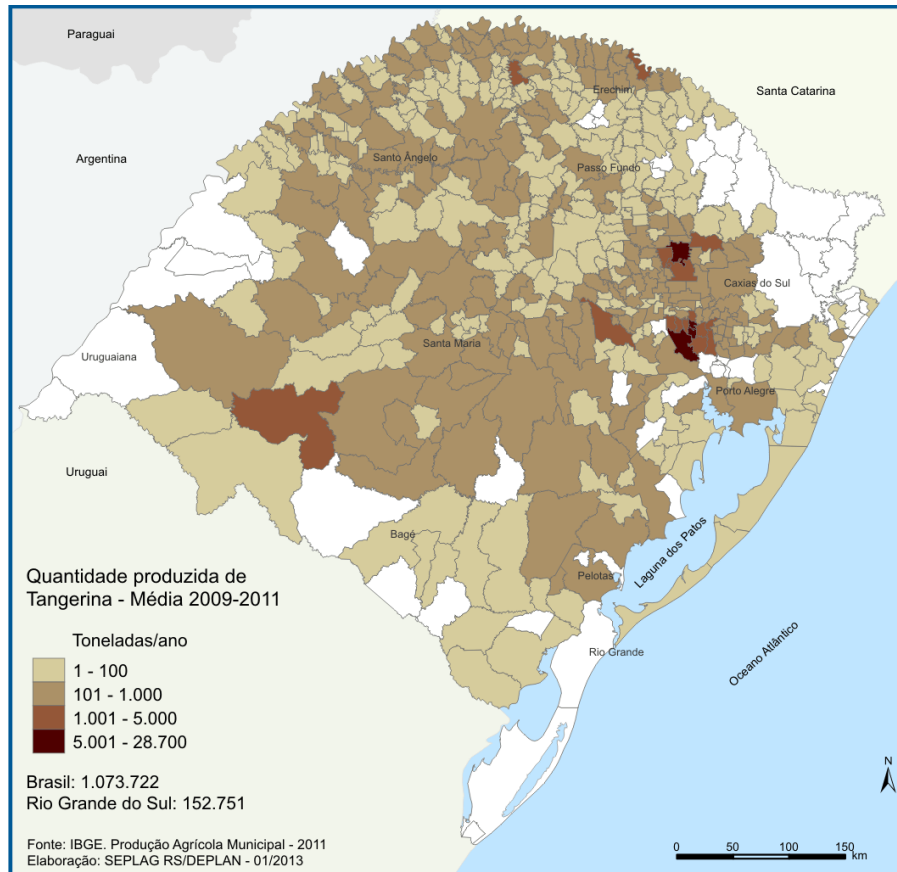 Paraguai
Santa Catarina
Erechim
Argentina
Santo Ângelo
Passo Fundo
Caxias do Sul
Uruguaiana
Santa Maria
Porto Alegre
Uruguai
Bagé
Laguna dos Patos
Pelotas
Rio Grande
Oceano Atlântico
Quantidade produzida de
Tangerina - Média 2009-2011
Toneladas/ano
1 - 100
101 - 1.000
1.001 - 5.000
5.001 - 28.700
Brasil: 1.073.722
Rio Grande do Sul: 152.751
Fonte: IBGE. Produção Agrícola Municipal - 2011
Elaboração: SEPLAG RS/DEPLAN - 01/2013
N
0 50 100 150
km